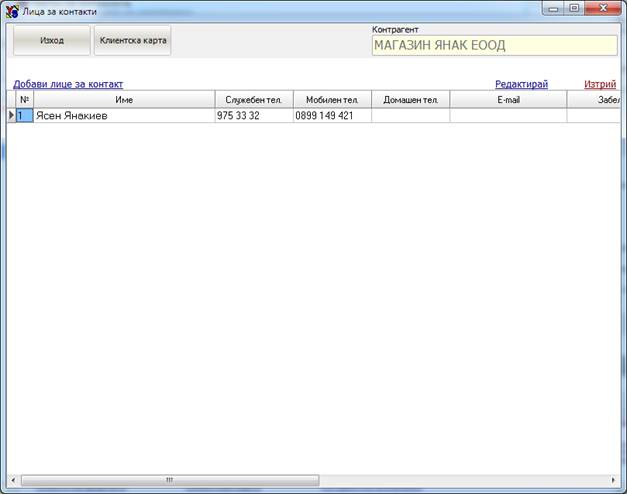 Лица за контакти
Изход
Клиентска карта
Контрагент
МАГАЗИН ЯНАК ЕООД
Добави лице за контакт Редактирай Изтрий
№ Име Служебен тел. Мобилен тел. Домашен тел. E-mail Забел
1 Ясен Янакиев 975 33 32 0899 149 421